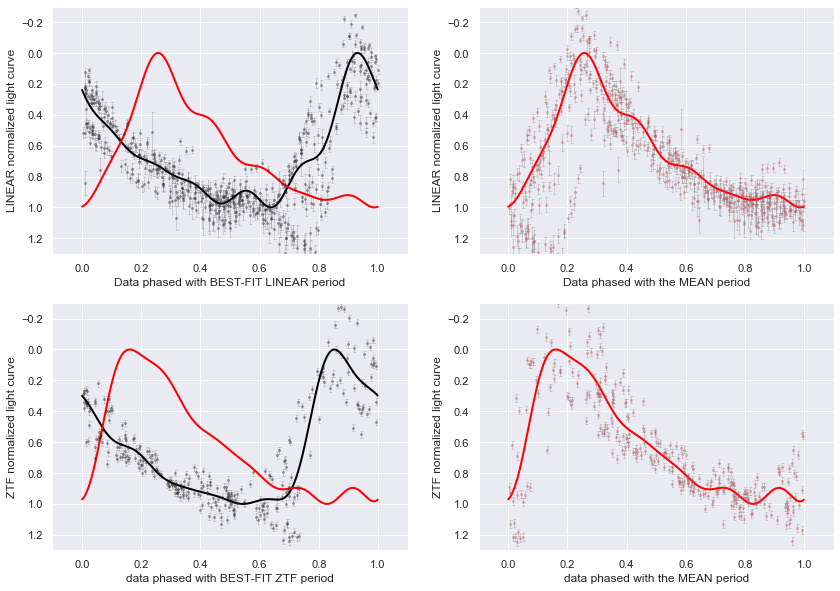 −0.2
0.0
0.2
0.4
0.6
0.8
1.0
1.2
LINEAR normalized light curve
0.0 0.2 0.4 0.6 0.8 1.0
Data phased with BEST-FIT LINEAR period
−0.2
0.0
0.2
0.4
0.6
0.8
1.0
1.2
LINEAR normalized light curve
0.0 0.2 0.4 0.6 0.8 1.0
Data phased with the MEAN period
−0.2
0.0
0.2
0.4
0.6
0.8
1.0
1.2
ZTF normalized light curve
0.0 0.2 0.4 0.6 0.8 1.0
data phased with BEST-FIT ZTF period
−0.2
0.0
0.2
0.4
0.6
0.8
1.0
1.2
ZTF normalized light curve
0.0 0.2 0.4 0.6 0.8 1.0
data phased with the MEAN period